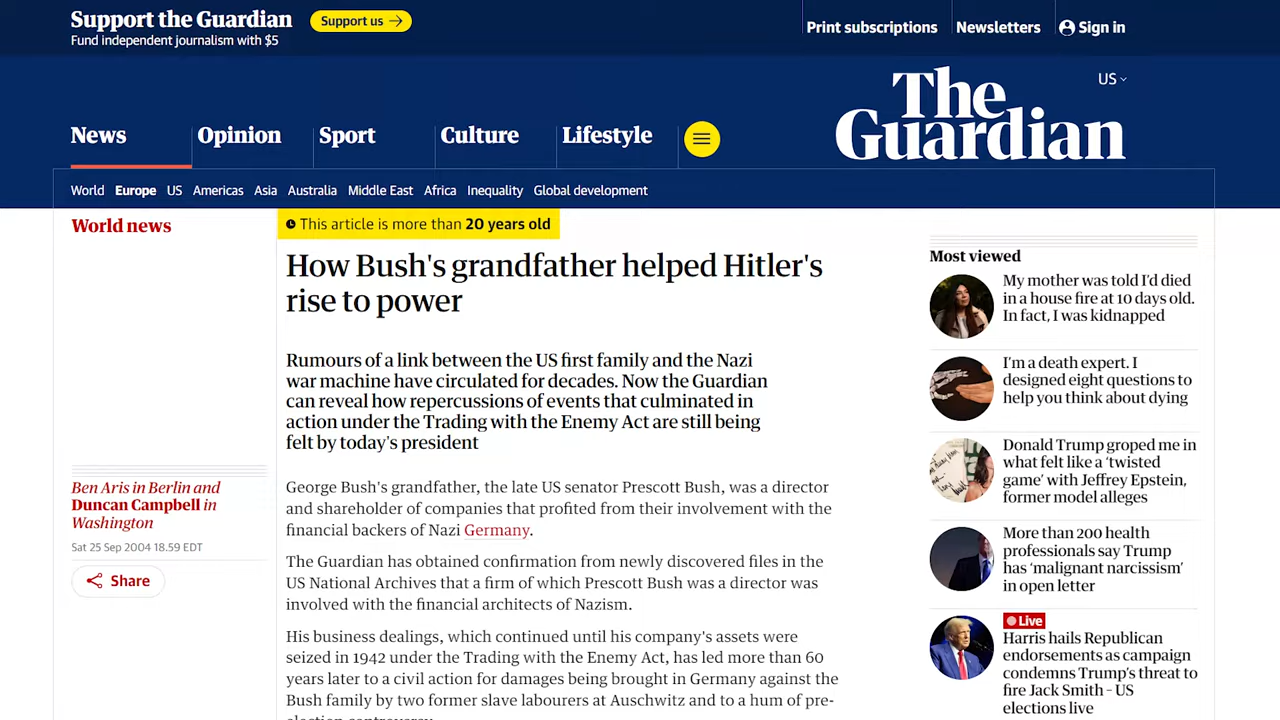 Support the Guardian
Fund independent journalism with $5
Support us
Print subscriptions
Newsletters
Sign in
US
The Guardian
News
Opinion
Sport
Culture
Lifestyle
World
Europe
US
Americas
Asia
Australia
Middle East
Africa
Inequality
Global development
World news
This article is more than 20 years old
How Bush's grandfather helped Hitler's
rise to power
Rumours of a link between the US first family and the Nazi
war machine have circulated for decades. Now the Guardian
can reveal how repercussions of events that culminated in
action under the Trading with the Enemy Act are still being
felt by today's president
Ben Aris in Berlin and
Duncan Campbell in
Washington
Sat 25 Sep 2004 18.59 EDT
Share
George Bush's grandfather, the late US senator Prescott Bush, was a director
and shareholder of companies that profited from their involvement with the
financial backers of Nazi Germany.
The Guardian has obtained confirmation from newly discovered files in the
US National Archives that a firm of which Prescott Bush was a director was
involved with the financial architects of Nazism.
His business dealings, which continued until his company's assets were
seized in 1942 under the Trading with the Enemy Act, has led more than 60
years later to a civil action for damages being brought in Germany against the
Bush family by two former slave labourers at Auschwitz and to a hum of pre-
Most viewed
My mother was told I'd died
in a house fire at 10 days old.
In fact, I was kidnapped
I'm a death expert. I
designed eight questions to
help you think about dying
Donald Trump groped me in
what felt like a ‘twisted
game’ with Jeffrey Epstein,
former model alleges
More than 200 health
professionals say Trump
has ‘malignant narcissism’
in open letter
Live
Harris hails Republican
endorsements as campaign
condemns Trump's threat to
fire Jack Smith – US
elections live